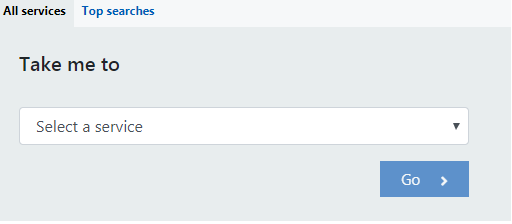 All services Top searches
Take me to
Select a service
Go